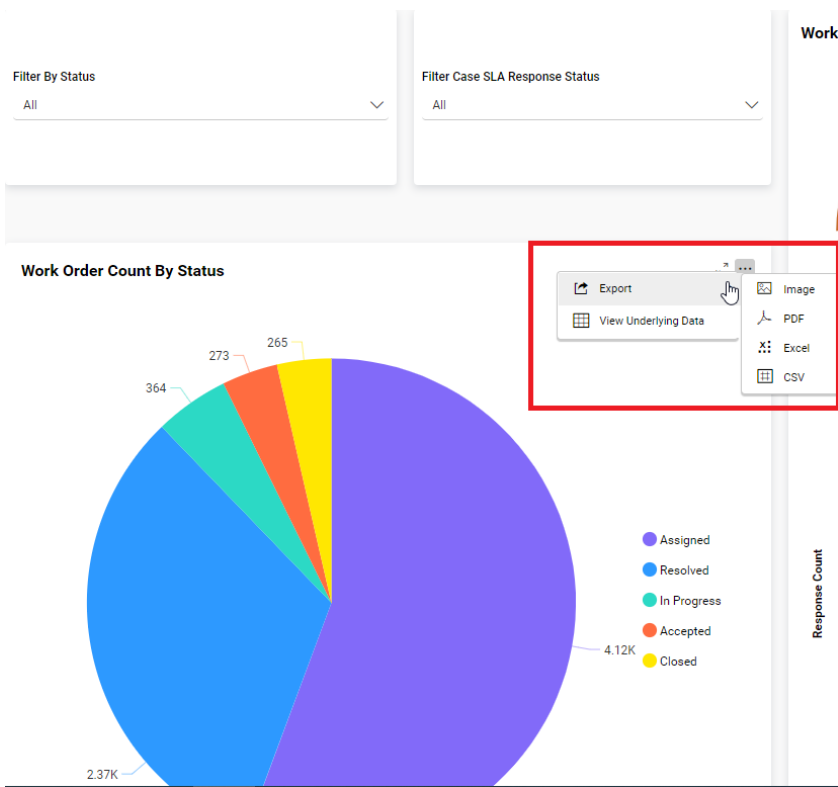 Work
Filter By Status
All
Filter Case SLA Response Status
All
Work Order Count By Status
...
Export
View Underlying Data
Image
PDF
Excel
CSV
265
273
364
Assigned
Resolved
In Progress
Accepted
Closed
4.12K
2.37K
Response Count